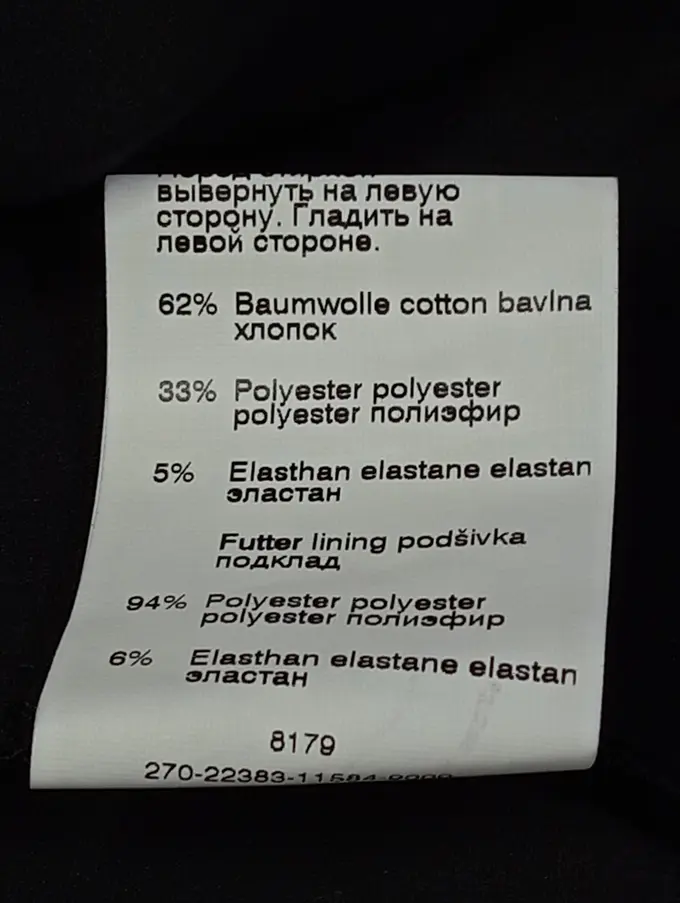 вывернуть на левую
сторону. Гладить на
левой стороне.
62% Baumwolle cotton bavlna
хлопок
33% Polyester polyester
polyester полиэфир
5% Elasthan elastane elastan
эластан
Futter lining podšivka
подклад
94% Polyester polyester
polyester полиэфир
6% Elasthan elastane elastan
эластан
8179